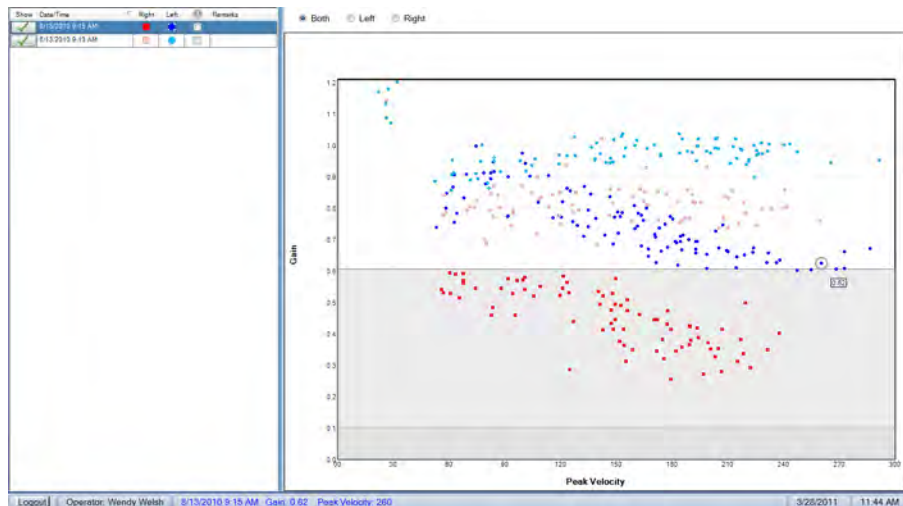 Show Date/Time Right Left Remarks
8/13/2010 9:15 AM
8/13/2010 9:15 AM
Both Left Right
1.2
1.1
1.0
0.9
0.8
0.7
0.6
0.5
0.4
0.3
0.2
0.1
0.0
Gain
0.62
30 60 90 120 150 180 210 240 270 300
Peak Velocity
Logout Operator: Wendy Welsh 8/13/2010 9:15 AM Gain: 0.62 Peak Velocity: 260 3/28/2011 11:44 AM